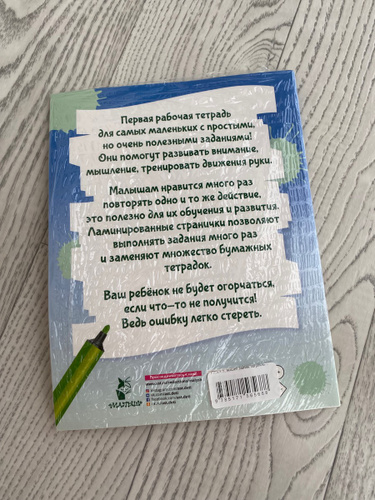 Первая рабочая тетрадь
для самых маленьких с простыми,
но очень полезными заданиями!
Они помогут развивать внимание,
мышление, тренировать движения руки.
Малышам нравится много раз
повторять одно и то же действие,
это полезно для их обучения и развития.
Ламинированные странички позволяют
выполнять задания много раз
и заменяют множество бумажных
тетрадок.
Ваш ребёнок не будет огорчаться,
если что-то не получится!
Ведь ошибку легко стереть.